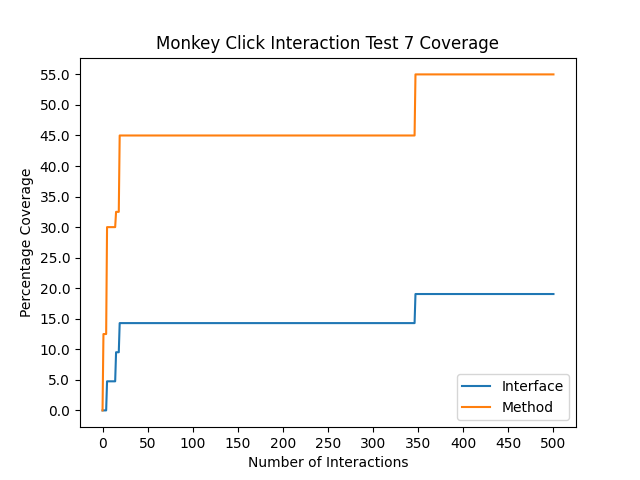 Monkey Click Interaction Test 7 Coverage
55.0
50.0
45.0
40.0
35.0
30.0
25.0
20.0
15.0
10.0
5.0
0.0
Percentage Coverage
Interface
Method
0 50 100 150 200 250 300 350 400 450 500
Number of Interactions